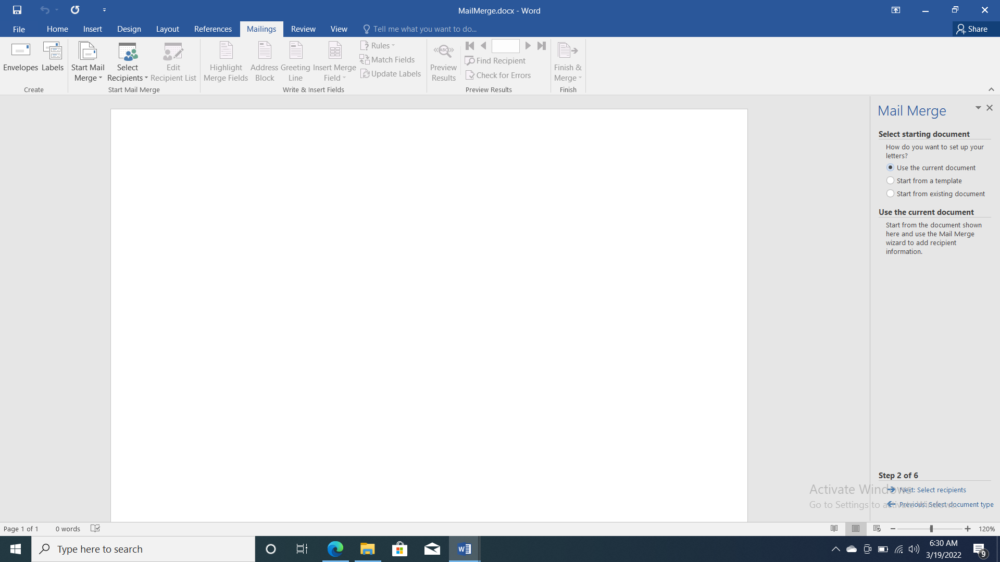 MailMerge.docx - Word
File Home Insert Design Layout References Mailings Review View Tell me what you want to do... Share
Envelopes Labels
Start Mail Merge
Select Recipients
Edit Recipient List
Highlight Merge Fields
Address Block
Greeting Line
Insert Merge Field
Rules
Match Fields
Update Labels
ABC
Preview Results
Find Recipient
Check for Errors
Finish & Merge
Create Start Mail Merge Write & Insert Fields Preview Results Finish
Mail Merge
Select starting document
How do you want to set up your
letters?
Use the current document
Start from a template
Start from existing document
Use the current document
Start from the document shown
here and use the Mail Merge
wizard to add recipient
information.
Step 2 of 6
Next: Select recipients
Previous: Select document type
Activate Windows
Go to Settings to activate Windows.
Page 1 of 1 0 words 120%
Type here to search
W
6:30 AM
3/19/2022
9